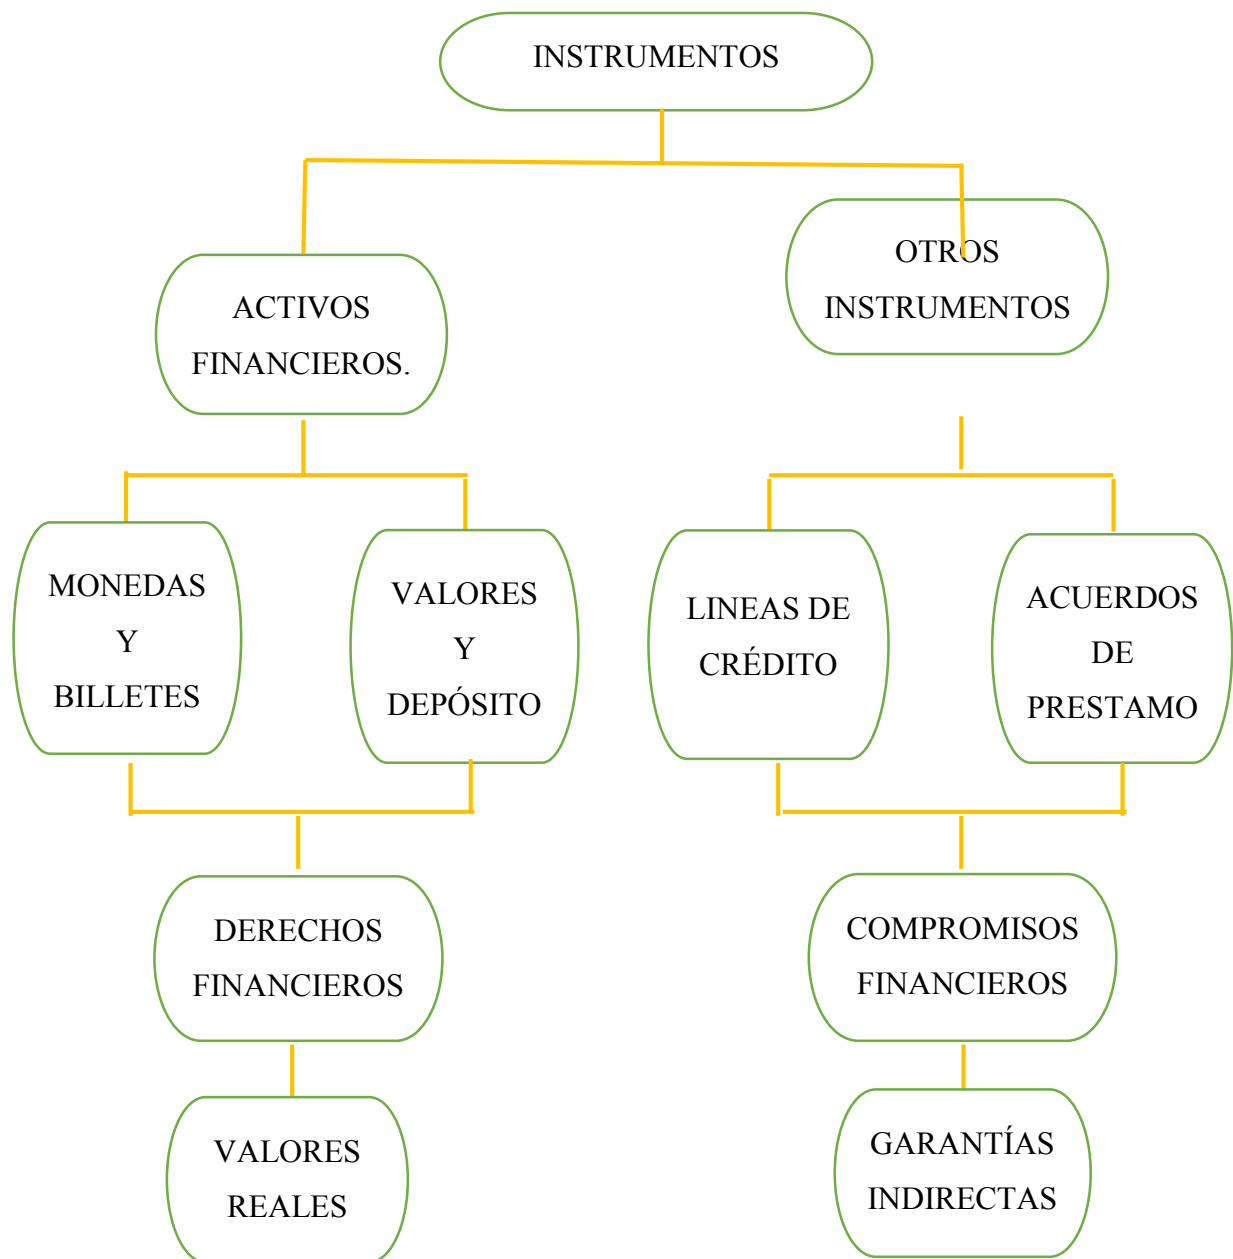 INSTRUMENTOS
OTROS
INSTRUMENTOS
ACTIVOS
FINANCIEROS.
MONEDAS
Y
BILLETES
VALORES
Y
DEPÓSITO
LINEAS DE
CRÉDITO
ACUERDOS
DE
PRESTAMO
DERECHOS
FINANCIEROS
COMPROMISOS
FINANCIEROS
VALORES
REALES
GARANTÍAS
INDIRECTAS